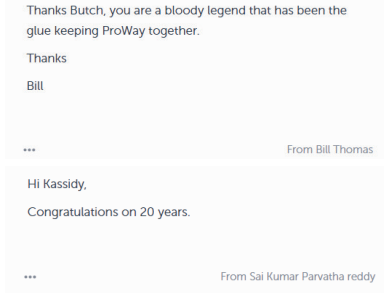 Thanks Butch, you are a bloody legend that has been the
glue keeping ProWay together.
Thanks
Bill
...
From Bill Thomas
Hi Kassidy,
Congratulations on 20 years.
...
From Sai Kumar Parvatha reddy